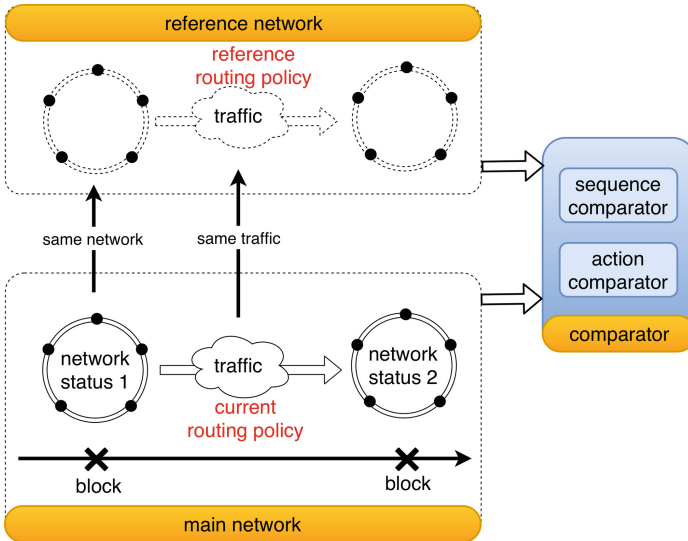 reference network
reference
routing policy
traffic
same network
same traffic
sequence
comparator
action
comparator
comparator
network
status 1
traffic
network
status 2
current
routing policy
block
block
main network